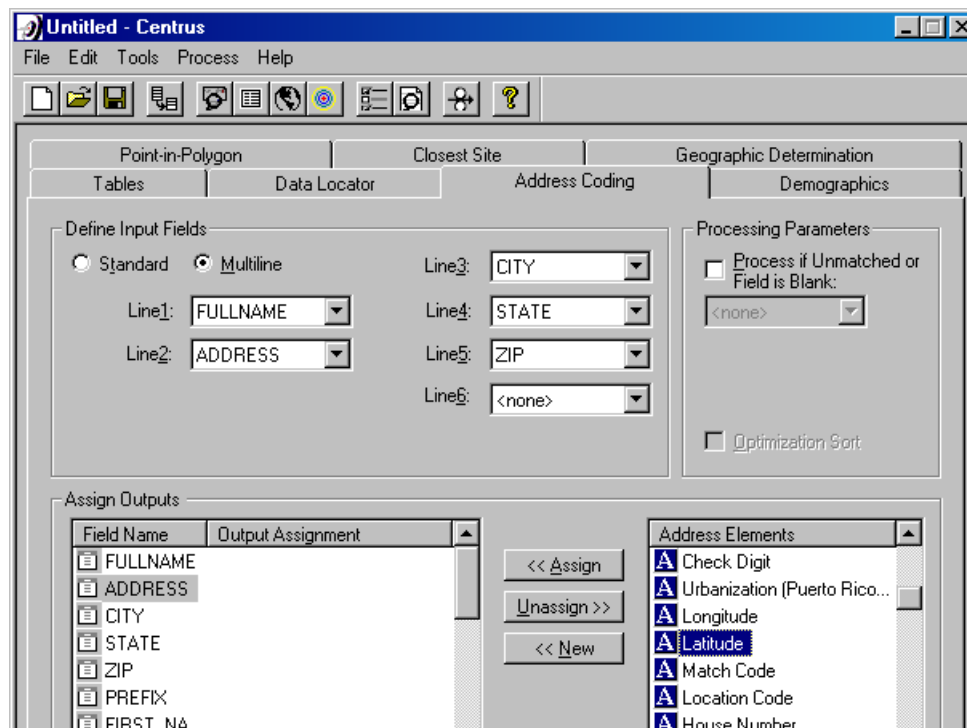 Untitled - Centrus
File Edit Tools Process Help
Point-in-Polygon Closest Site Geographic Determination
Tables Data Locator Address Coding Demographics
Define Input Fields
Standard Multiline
Line1: FULLNAME
Line2: ADDRESS
Line3: CITY
Line4: STATE
Line5: ZIP
Line6: <none>
Processing Parameters
Process if Unmatched or
Field is Blank:
<none>
Optimization Sort
Assign Outputs
Field Name Output Assignment
FULLNAME
ADDRESS
CITY
STATE
ZIP
PREFIX
FIRST_NA
<< Assign
Unassign >>
<< New
Address Elements
Check Digit
Urbanization (Puerto Rico...
Longitude
Latitude
Match Code
Location Code
House Number